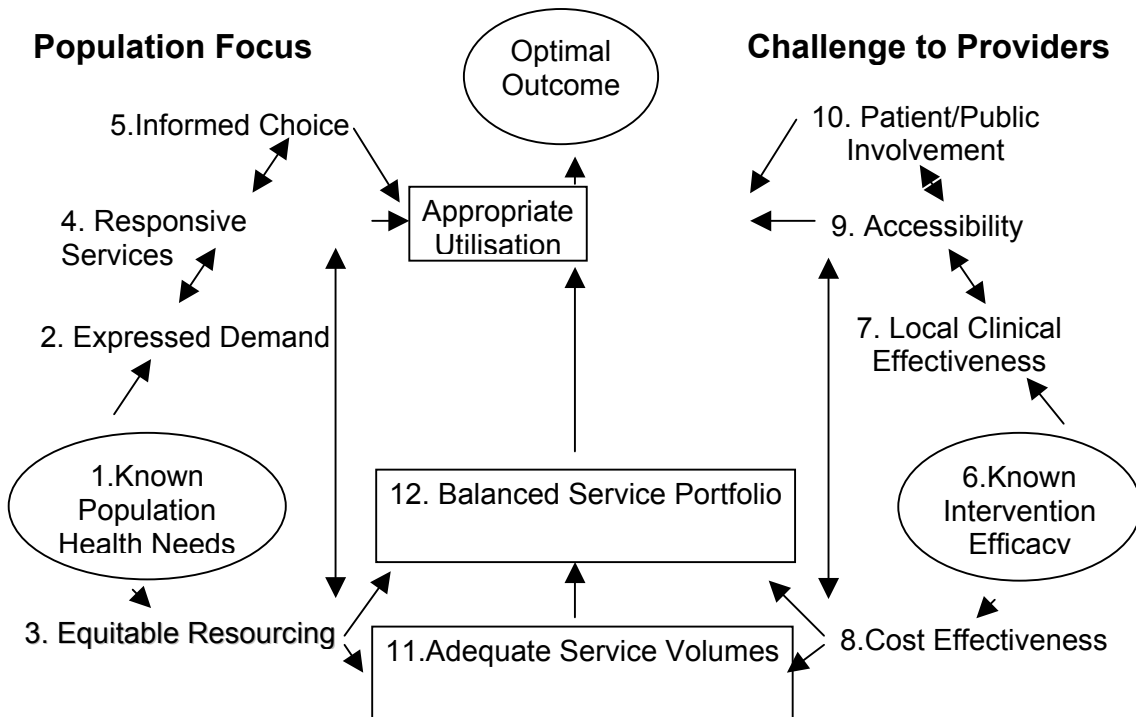 Population Focus
Optimal
Outcome
Challenge to Providers
5.Informed Choice
10. Patient/Public
Involvement
4. Responsive
Services
Appropriate
Utilisation
9. Accessibility
2. Expressed Demand
7. Local Clinical
Effectiveness
1.Known
Population
Health Needs
12. Balanced Service Portfolio
6.Known
Intervention
Efficacy
3. Equitable Resourcing
11.Adequate Service Volumes
8.Cost Effectiveness